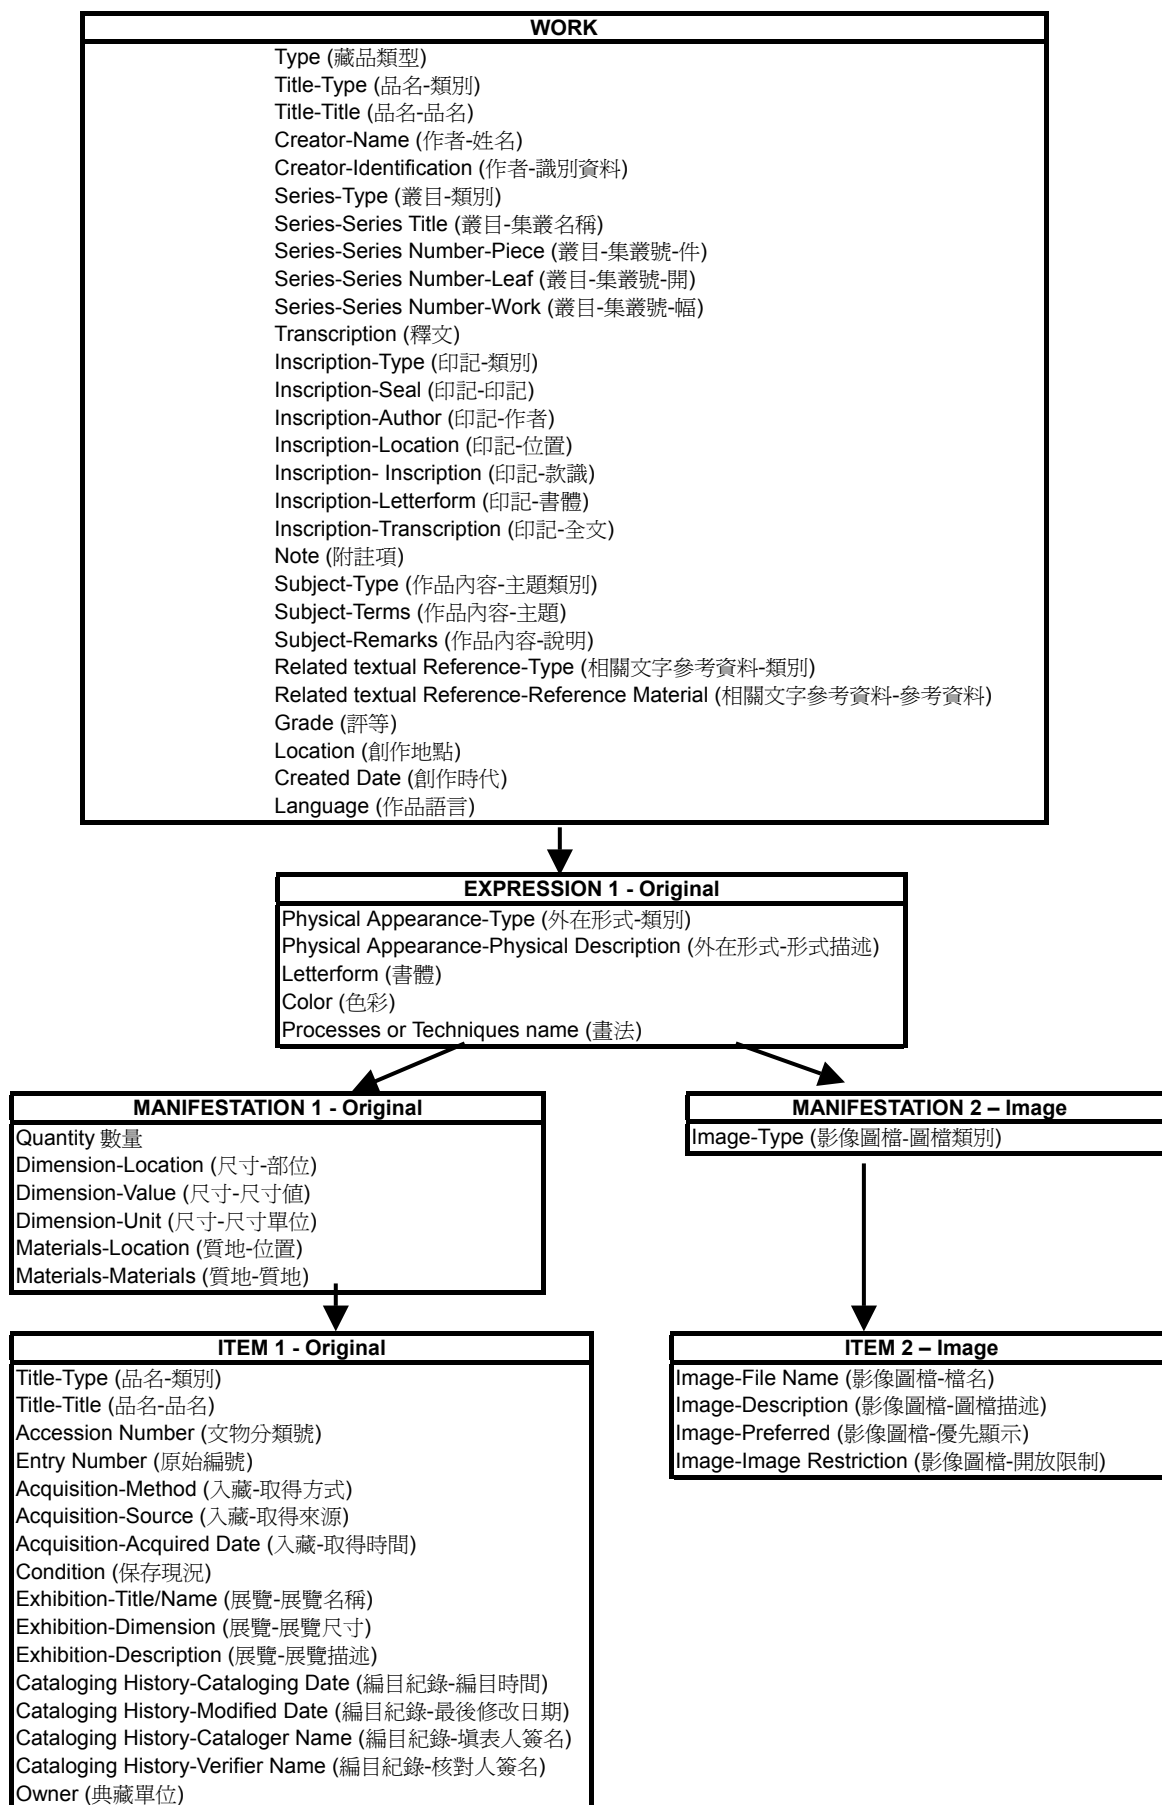 WORK
Type (藏品類型)
Title-Type (品名-類別)
Title-Title (品名-品名)
Creator-Name (作者-姓名)
Creator-Identification (作者-識別資料)
Series-Type (叢目-類別)
Series-Series Title (叢目-集叢名稱)
Series-Series Number-Piece (叢目-集叢號-件)
Series-Series Number-Leaf (叢目-集叢號-開)
Series-Series Number-Work (叢目-集叢號-幅)
Transcription (釋文)
Inscription-Type (印記-類別)
Inscription-Seal (印記-印記)
Inscription-Author (印記-作者)
Inscription-Location (印記-位置)
Inscription- Inscription (印記-款識)
Inscription-Letterform (印記-書體)
Inscription-Transcription (印記-全文)
Note (附註項)
Subject-Type (作品內容-主題類別)
Subject-Terms (作品內容-主題)
Subject-Remarks (作品內容-說明)
Related textual Reference-Type (相關文字參考資料-類別)
Related textual Reference-Reference Material (相關文字參考資料-參考資料)
Grade (評等)
Location (創作地點)
Created Date (創作時代)
Language (作品語言)
EXPRESSION 1 - Original
Physical Appearance-Type (外在形式-類別)
Physical Appearance-Physical Description (外在形式-形式描述)
Letterform (書體)
Color (色彩)
Processes or Techniques name (畫法)
MANIFESTATION 1 - Original
Quantity 數量
Dimension-Location (尺寸-部位)
Dimension-Value (尺寸-尺寸值)
Dimension-Unit (尺寸-尺寸單位)
Materials-Location (質地-位置)
Materials-Materials (質地-質地)
MANIFESTATION 2 – Image
Image-Type (影像圖檔-圖檔類別)
ITEM 1 - Original
Title-Type (品名-類別)
Title-Title (品名-品名)
Accession Number (文物分類號)
Entry Number (原始編號)
Acquisition-Method (入藏-取得方式)
Acquisition-Source (入藏-取得來源)
Acquisition-Acquired Date (入藏-取得時間)
Condition (保存現況)
Exhibition-Title/Name (展覽-展覽名稱)
Exhibition-Dimension (展覽-展覽尺寸)
Exhibition-Description (展覽-展覽描述)
Cataloging History-Cataloging Date (編目紀錄-編目時間)
Cataloging History-Modified Date (編目紀錄-最後修改日期)
Cataloging History-Cataloger Name (編目紀錄-填表人簽名)
Cataloging History-Verifier Name (編目紀錄-核對人簽名)
Owner (典藏單位)
ITEM 2 – Image
Image-File Name (影像圖檔-檔名)
Image-Description (影像圖檔-圖檔描述)
Image-Preferred (影像圖檔-優先顯示)
Image-Image Restriction (影像圖檔-開放限制)